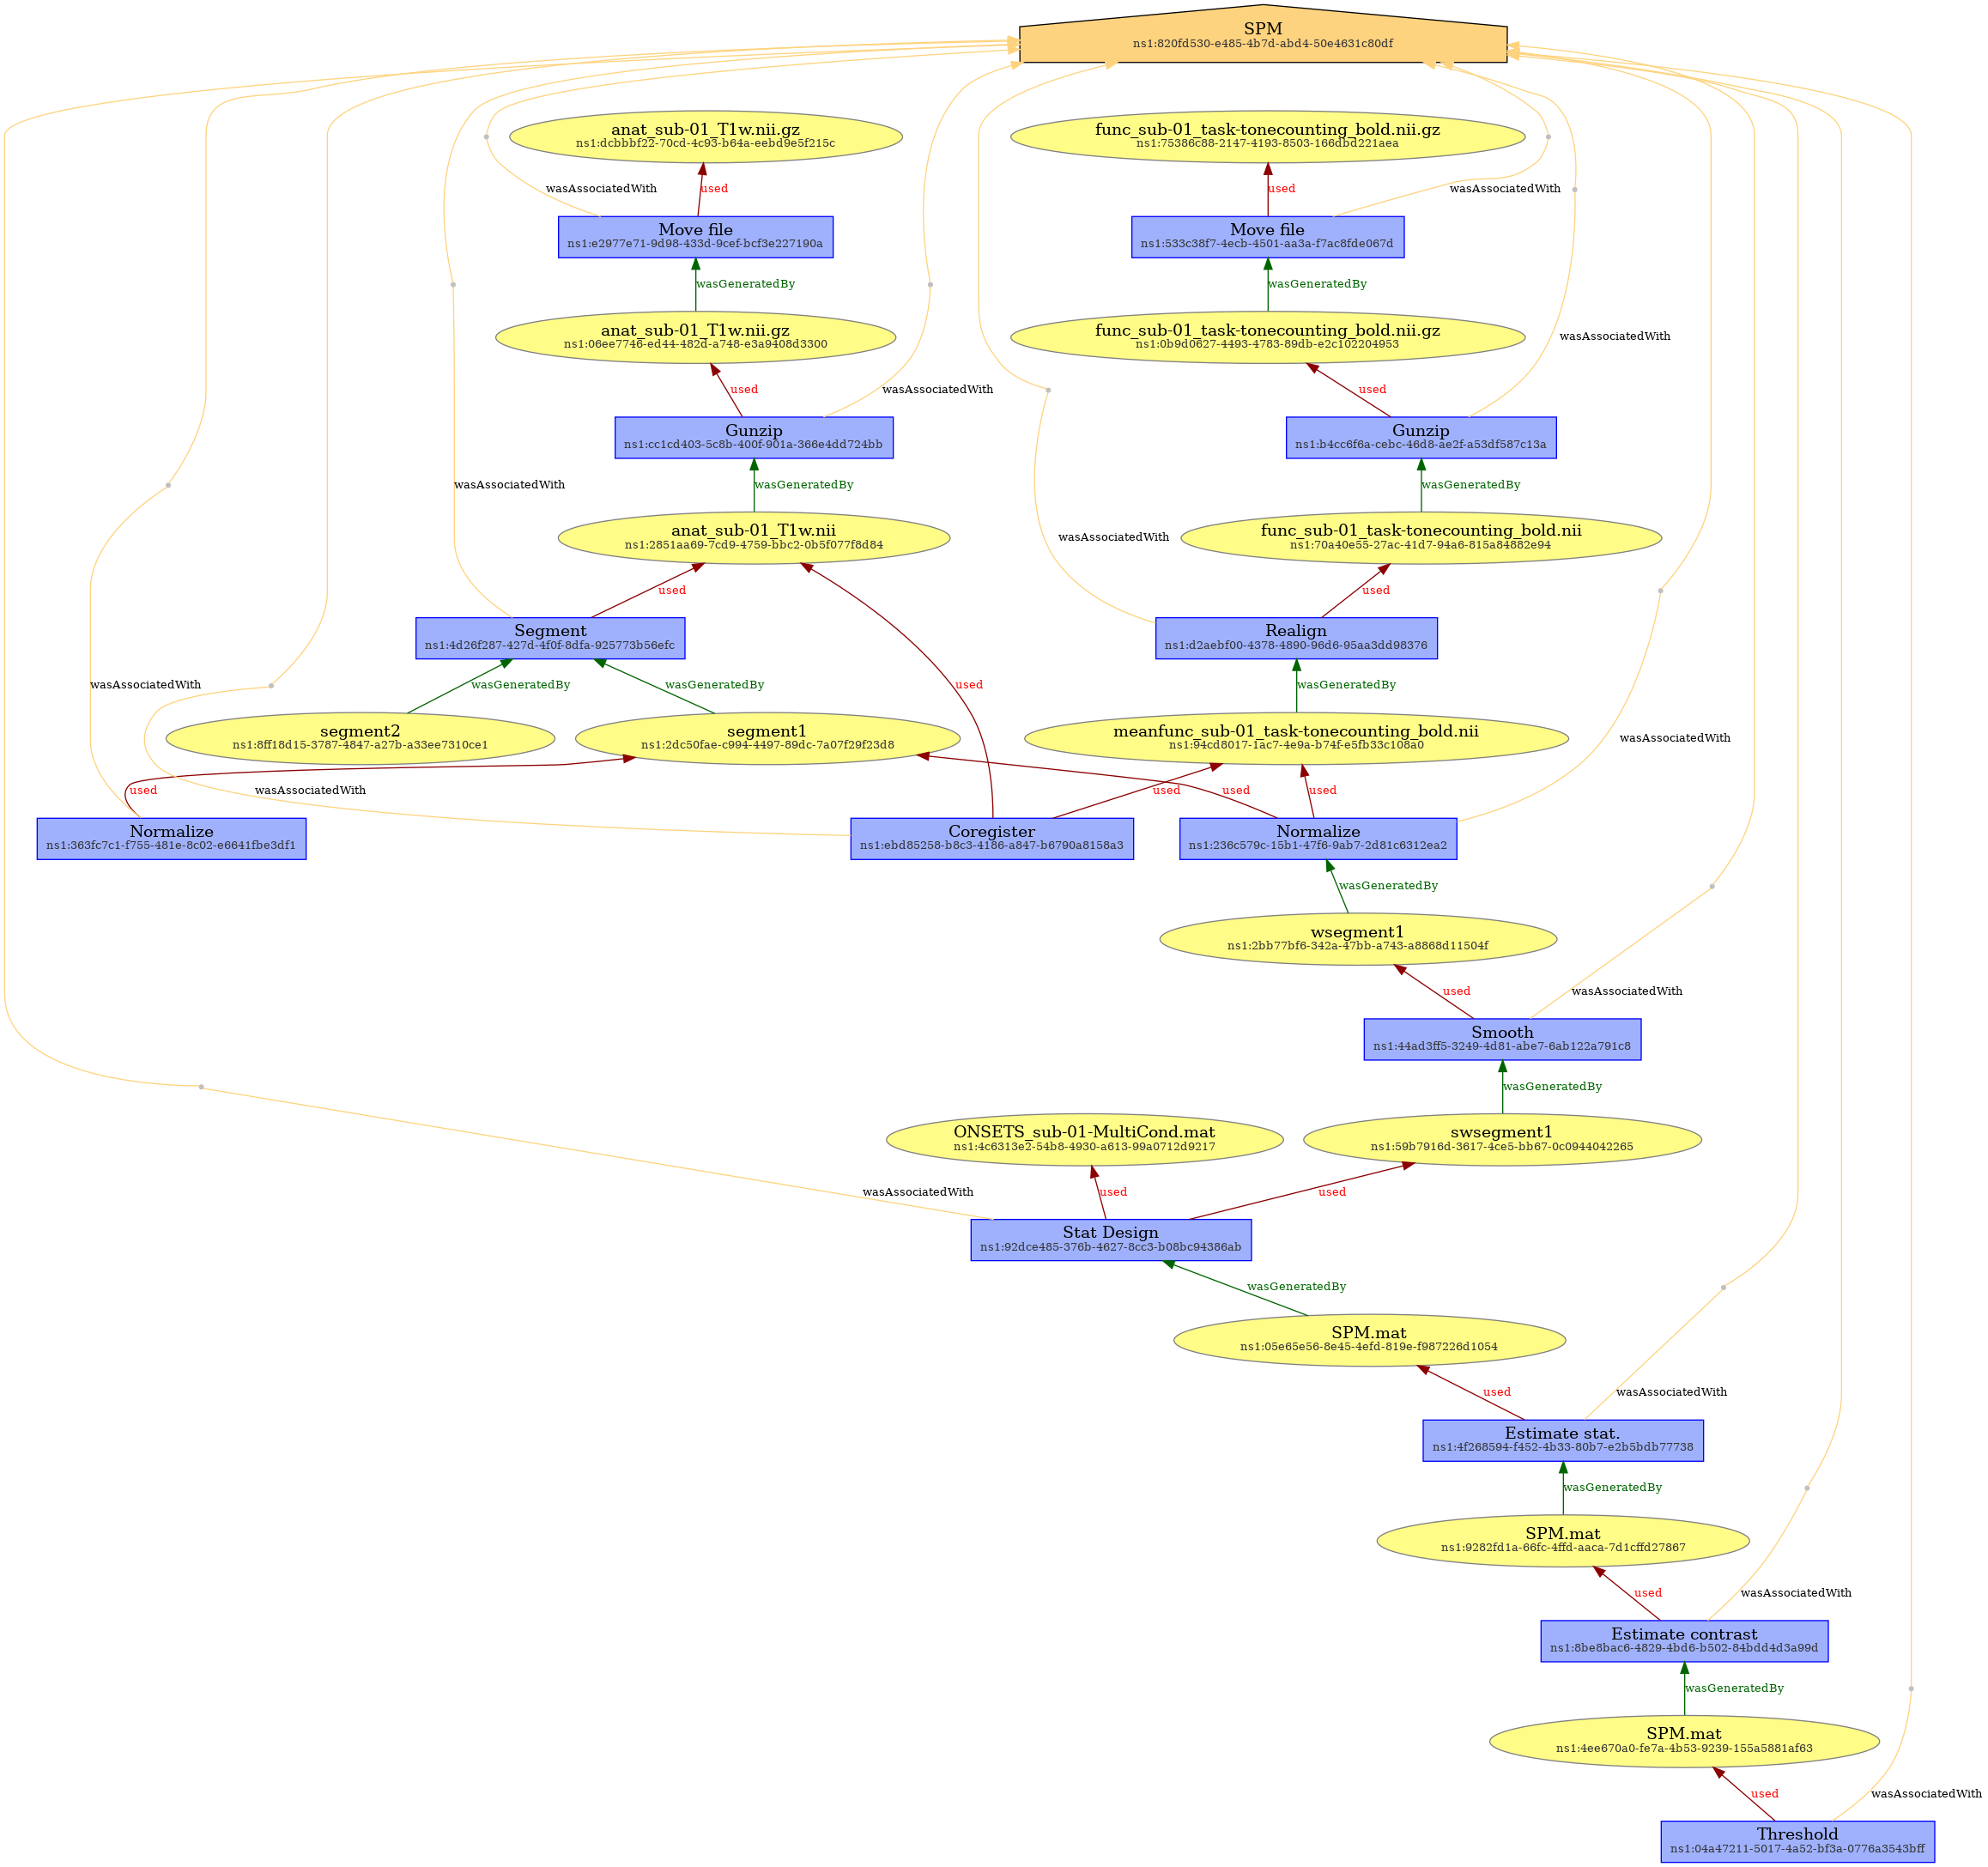 SPM
ns1:820fd530-e485-4b7d-abd4-50e4631c80df
anat_sub-01_T1w.nii.gz
ns1:dcbbbf22-70cd-4c93-b64a-eebd9e5f215c
func_sub-01_task-tonecounting_bold.nii.gz
ns1:75386c88-2147-4193-8503-166dbd221aea
wasAssociatedWith
used
used
wasAssociatedWith
Move file
ns1:e2977e71-9d98-433d-9cef-bcf3e227190a
Move file
ns1:533c38f7-4ecb-4501-aa3a-f7ac8fde067d
wasGeneratedBy
wasGeneratedBy
anat_sub-01_T1w.nii.gz
ns1:06ee7746-ed44-482d-a748-e3a9408d3300
func_sub-01_task-tonecounting_bold.nii.gz
ns1:0b9d0627-4493-4783-89db-e2c102204953
wasAssociatedWith
used
wasAssociatedWith
used
Gunzip
ns1:cc1cd403-5c8b-400f-901a-366e4dd724bb
Gunzip
ns1:b4cc6f6a-cebc-46d8-ae2f-a53df587c13a
wasAssociatedWith
wasGeneratedBy
wasGeneratedBy
anat_sub-01_T1w.nii
ns1:2851aa69-7cd9-4759-bbc2-0b5f077f8d84
wasAssociatedWith
func_sub-01_task-tonecounting_bold.nii
ns1:70a40e55-27ac-41d7-94a6-815a84882e94
used
used
Segment
ns1:4d26f287-427d-4f0f-8dfa-925773b56efc
Realign
ns1:d2aebf00-4378-4890-96d6-95aa3dd98376
wasAssociatedWith
wasGeneratedBy
wasGeneratedBy
used
wasGeneratedBy
segment2
ns1:8ff18d15-3787-4847-a27b-a33ee7310ce1
segment1
ns1:2dc50fae-c994-4497-89dc-7a07f29f23d8
meanfunc_sub-01_task-tonecounting_bold.nii
ns1:94cd8017-1ac7-4e9a-b74f-e5fb33c108a0
wasAssociatedWith
used
wasAssociatedWith
used
used
used
Normalize
ns1:363fc7c1-f755-481e-8c02-e6641fbe3df1
Coregister
ns1:ebd85258-b8c3-4186-a847-b6790a8158a3
Normalize
ns1:236c579c-15b1-47f6-9ab7-2d81c6312ea2
wasGeneratedBy
wsegment1
ns1:2bb77bf6-342a-47bb-a743-a8868d11504f
used
wasAssociatedWith
Smooth
ns1:44ad3ff5-3249-4d81-abe7-6ab122a791c8
wasGeneratedBy
ONSETS_sub-01-MultiCond.mat
ns1:4c6313e2-54b8-4930-a613-99a0712d9217
swsegment1
ns1:59b7916d-3617-4ce5-bb67-0c0944042265
wasAssociatedWith
used
used
Stat Design
ns1:92dce485-376b-4627-8cc3-b08bc94386ab
wasGeneratedBy
SPM.mat
ns1:05e65e56-8e45-4efd-819e-f987226d1054
used
wasAssociatedWith
Estimate stat.
ns1:4f268594-f452-4b33-80b7-e2b5bdb77738
wasGeneratedBy
SPM.mat
ns1:9282fd1a-66fc-4ffd-aaca-7d1cffd27867
used
wasAssociatedWith
Estimate contrast
ns1:8be8bac6-4829-4bd6-b502-84bdd4d3a99d
wasGeneratedBy
SPM.mat
ns1:4ee670a0-fe7a-4b53-9239-155a5881af63
used
wasAssociatedWith
Threshold
ns1:04a47211-5017-4a52-bf3a-0776a3543bff